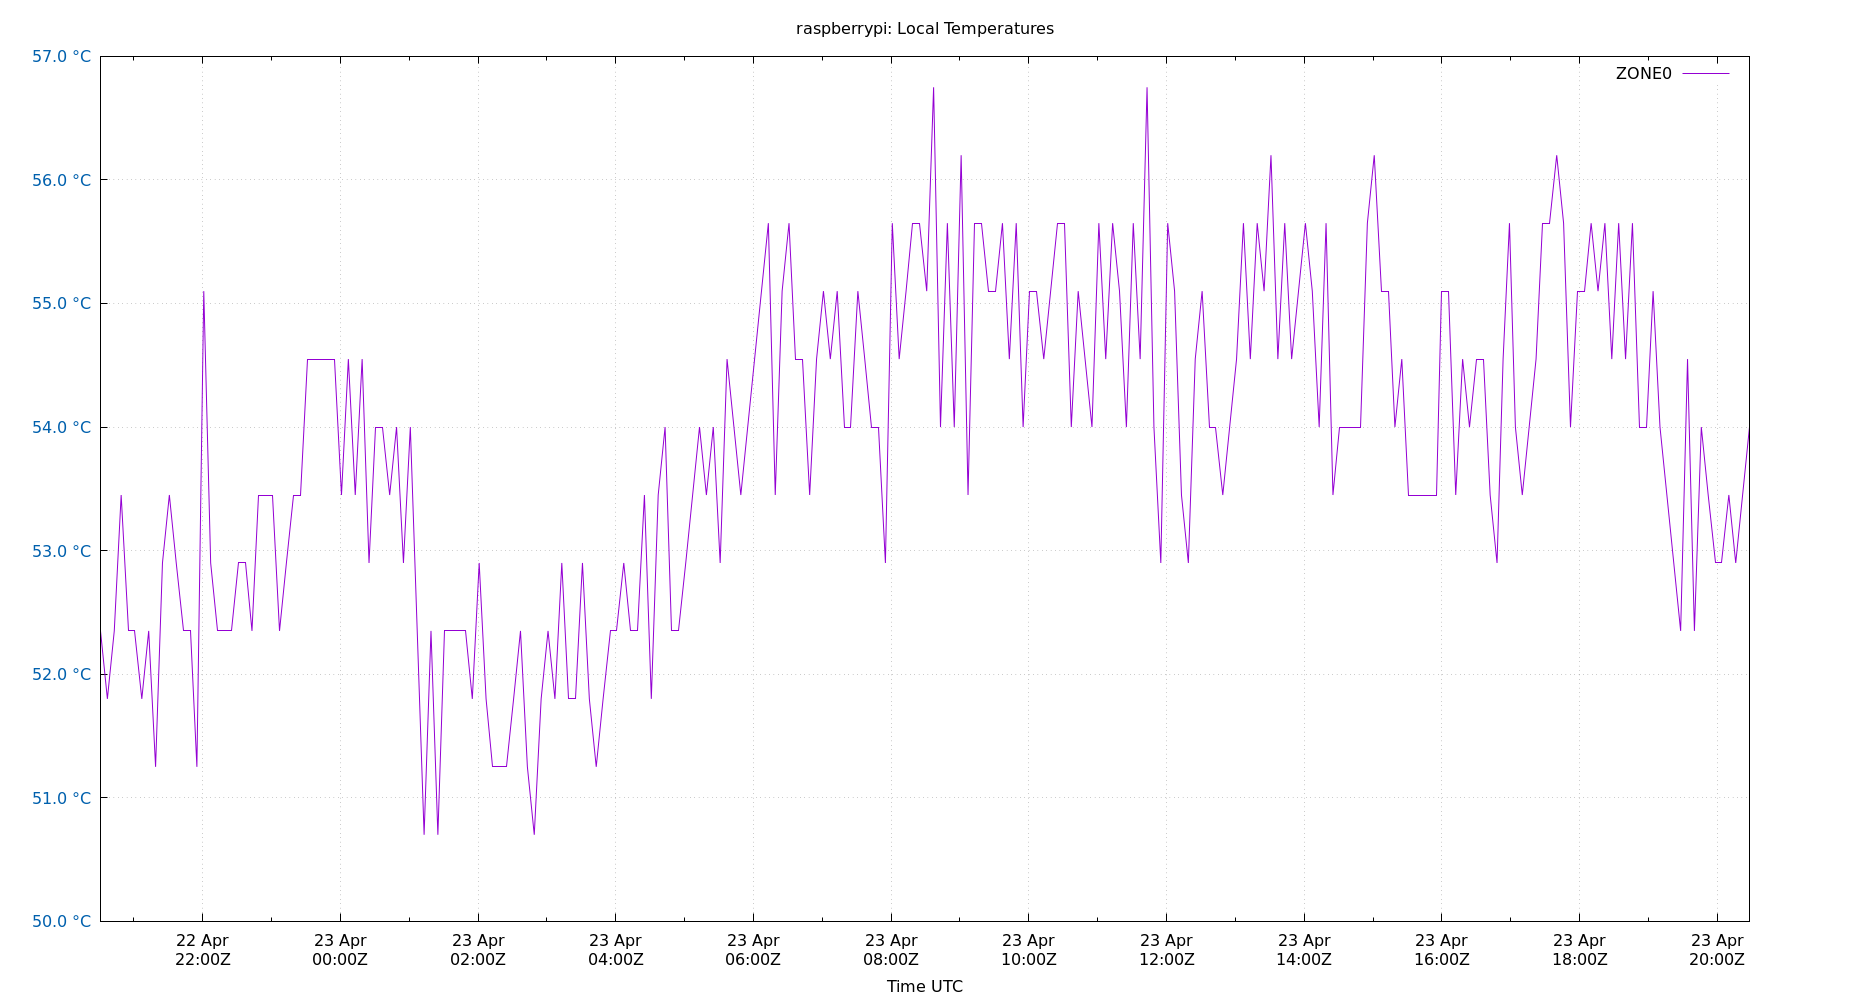 raspberrypi: Local Temperatures
57.0 °C
56.0 °C
55.0 °C
54.0 °C
53.0 °C
52.0 °C
51.0 °C
50.0 °C
ZONE0
22 Apr 23 Apr 23 Apr 23 Apr 23 Apr 23 Apr 23 Apr 23 Apr 23 Apr 23 Apr 23 Apr 23 Apr
22:00Z 00:00Z 02:00Z 04:00Z 06:00Z 08:00Z 10:00Z 12:00Z 14:00Z 16:00Z 18:00Z 20:00Z
Time UTC